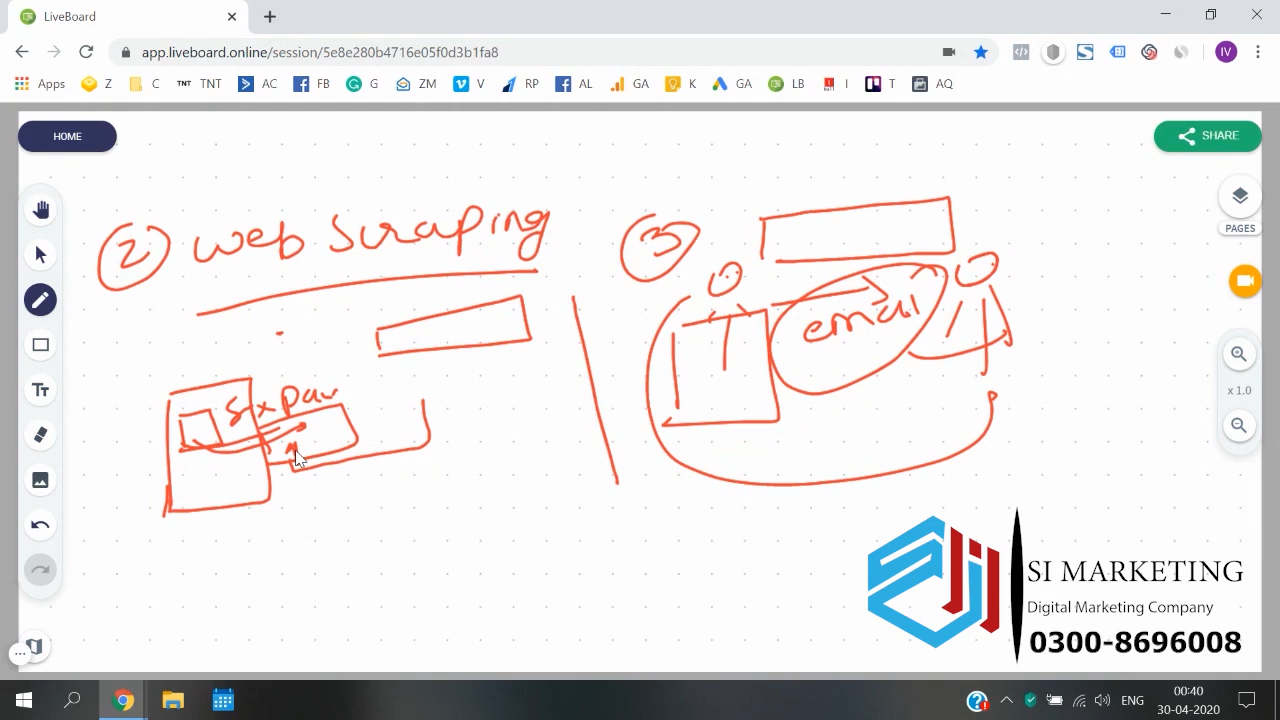 LiveBoard
app.liveboard.online/session/5e8e280b4716e05f0d3b1fa8
IV
Apps Z C TNT TNT AC FB G ZM V RP AL GA K GA LB I T AQ
HOME
SHARE
PAGES
② Web Scraping
③
email
x 1.0
SI MARKETING
Digital Marketing Company
0300-8696008
ENG
00:40
30-04-2020